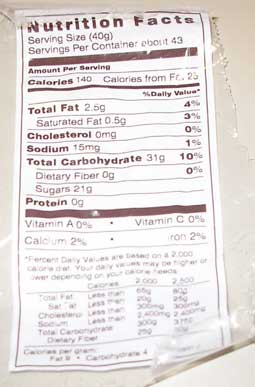 Nutrition Facts
Serving Size (40g)
Servings Per Container about 43
Amount Per Serving
Calories 140 Calories from Fat 25
%Daily Value*
Total Fat 2.5g 4%
Saturated Fat 0.5g 3%
Cholesterol 0mg 0%
Sodium 15mg 1%
Total Carbohydrate 31g 10%
Dietary Fiber 0g 0%
Sugars 21g
Protein 0g
Vitamin A 0% • Vitamin C 0%
Calcium 2% • Iron 2%
*Percent Daily Values are based on a 2,000
calorie diet. Your daily values may be higher or
lower depending on your calorie needs
Calories 2,000 2,500
Total Fat Less than 65g 80g
Sat Fat Less than 20g 25g
Cholesterol Less than 300mg 300mg
Sodium Less than 2,400mg 2,400mg
Total Carbohydrate 300g
Dietary Fiber 25g
Calories per gram:
Fat 9 • Carbohydrate 4